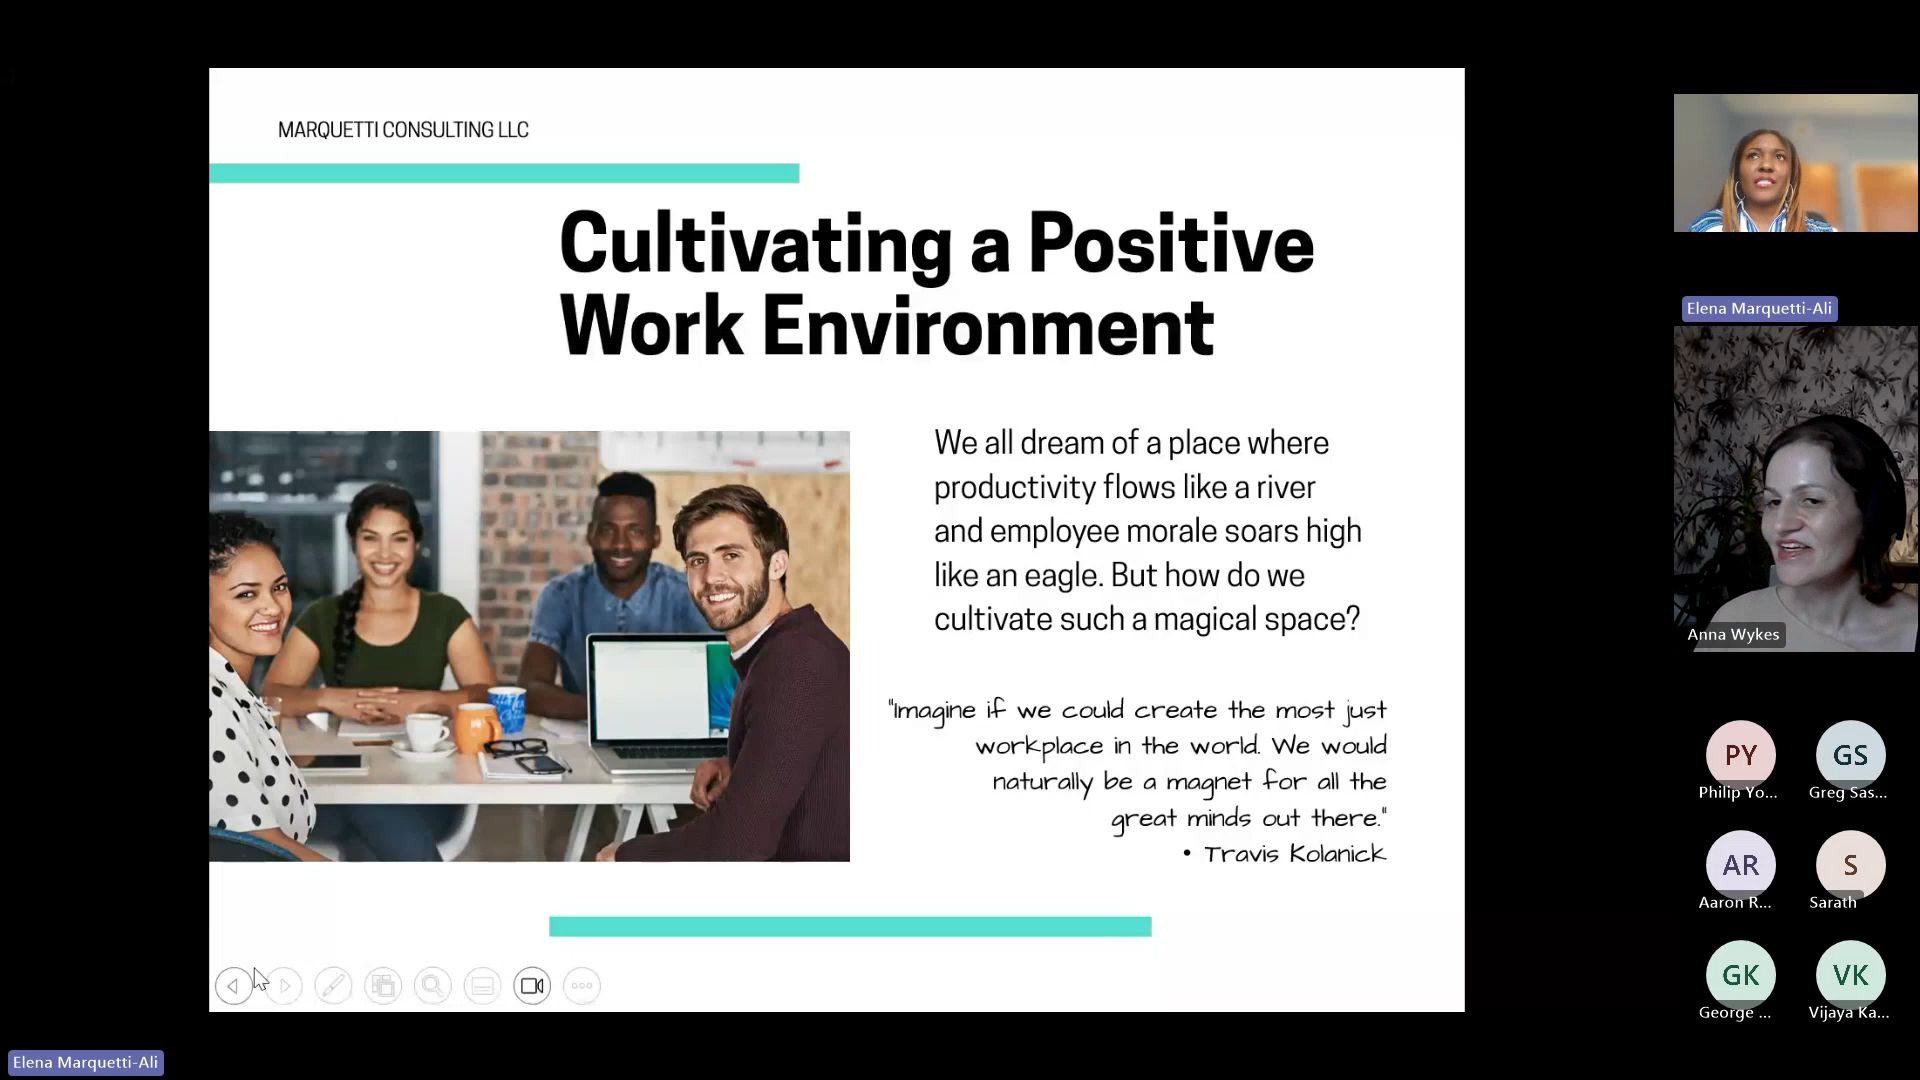 MARQUETTI CONSULTING LLC
Cultivating a Positive
Work Environment
We all dream of a place where
productivity flows like a river
and employee morale soars high
like an eagle. But how do we
cultivate such a magical space?
"Imagine if we could create the most just
workplace in the world. We would
naturally be a magnet for all the
great minds out there."
• Travis Kolanick
Elena Marquetti-Ali
Anna Wykes
PY
Philip Yo...
GS
Greg Sas...
AR
Aaron R...
S
Sarath
GK
George ...
VK
Vijaya Ka...
Elena Marquetti-Ali